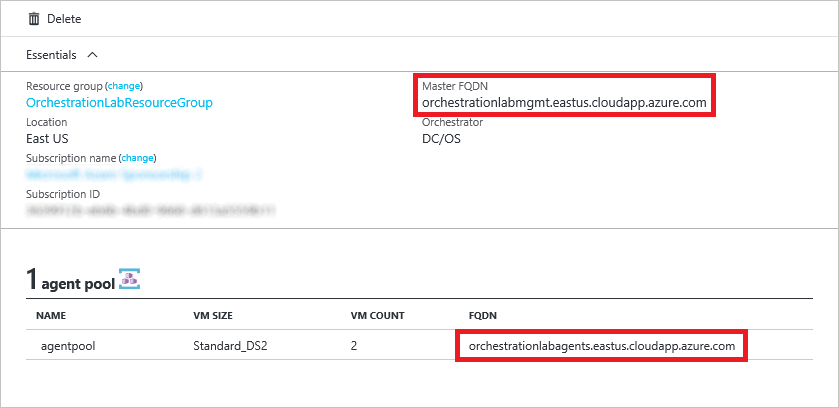 Delete
Essentials
Resource group (change)
OrchestrationLabResourceGroup
Location
East US
Subscription name (change)
Subscription ID
Master FQDN
orchestrationlabmgmt.eastus.cloudapp.azure.com
Orchestrator
DC/OS
1 agent pool
NAME VM SIZE VM COUNT FQDN
agentpool Standard_DS2 2 orchestrationlabagents.eastus.cloudapp.azure.com